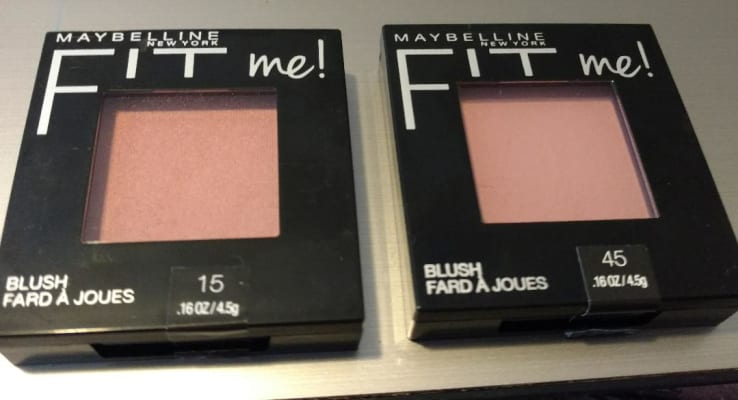 MAYBELLINE
NEW YORK
FIT me!
BLUSH
FARD À JOUES
15
.16 OZ/4.5g
MAYBELLINE
NEW YORK
FIT me!
BLUSH
FARD À JOUES
45
.16 OZ/4.5g